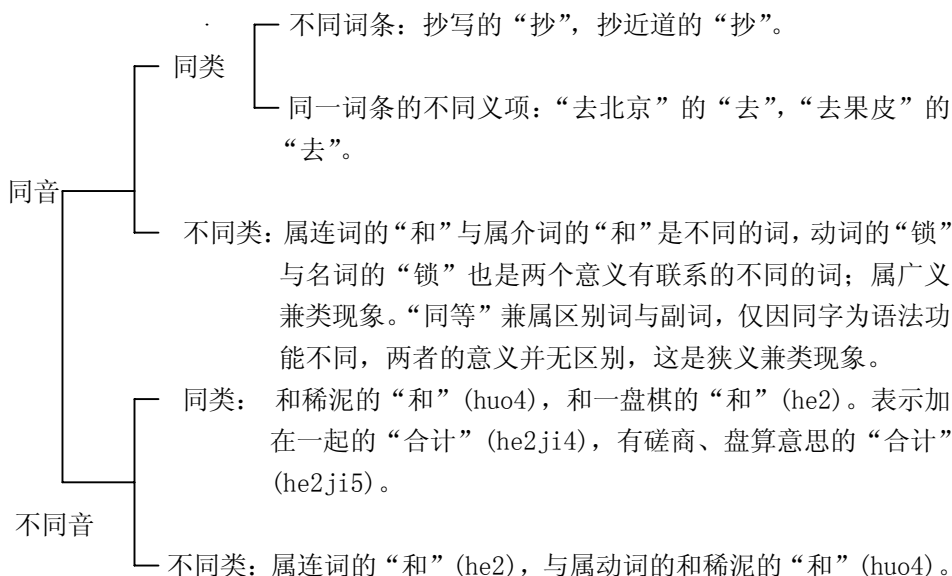 不同词条：抄写的“抄”，抄近道的“抄”。
同类
同一词条的不同义项：“去北京”的“去”，“去果皮”的
“去”。
同音
不同类：属连词的“和”与属介词的“和”是不同的词，动词的“锁”
与名词的“锁”也是两个意义有联系的不同的词；属广义
兼类现象。“同等”兼属区别词与副词，仅因同字为语法功
能不同，两者的意义并无区别，这是狭义兼类现象。
同类： 和稀泥的“和”(huo4)，和一盘棋的“和”(he2)。表示加
在一起的“合计”(he2ji4)，有磋商、盘算意思的“合计”
(he2ji5)。
不同音
不同类：属连词的“和”(he2)，与属动词的和稀泥的“和”(huo4)。